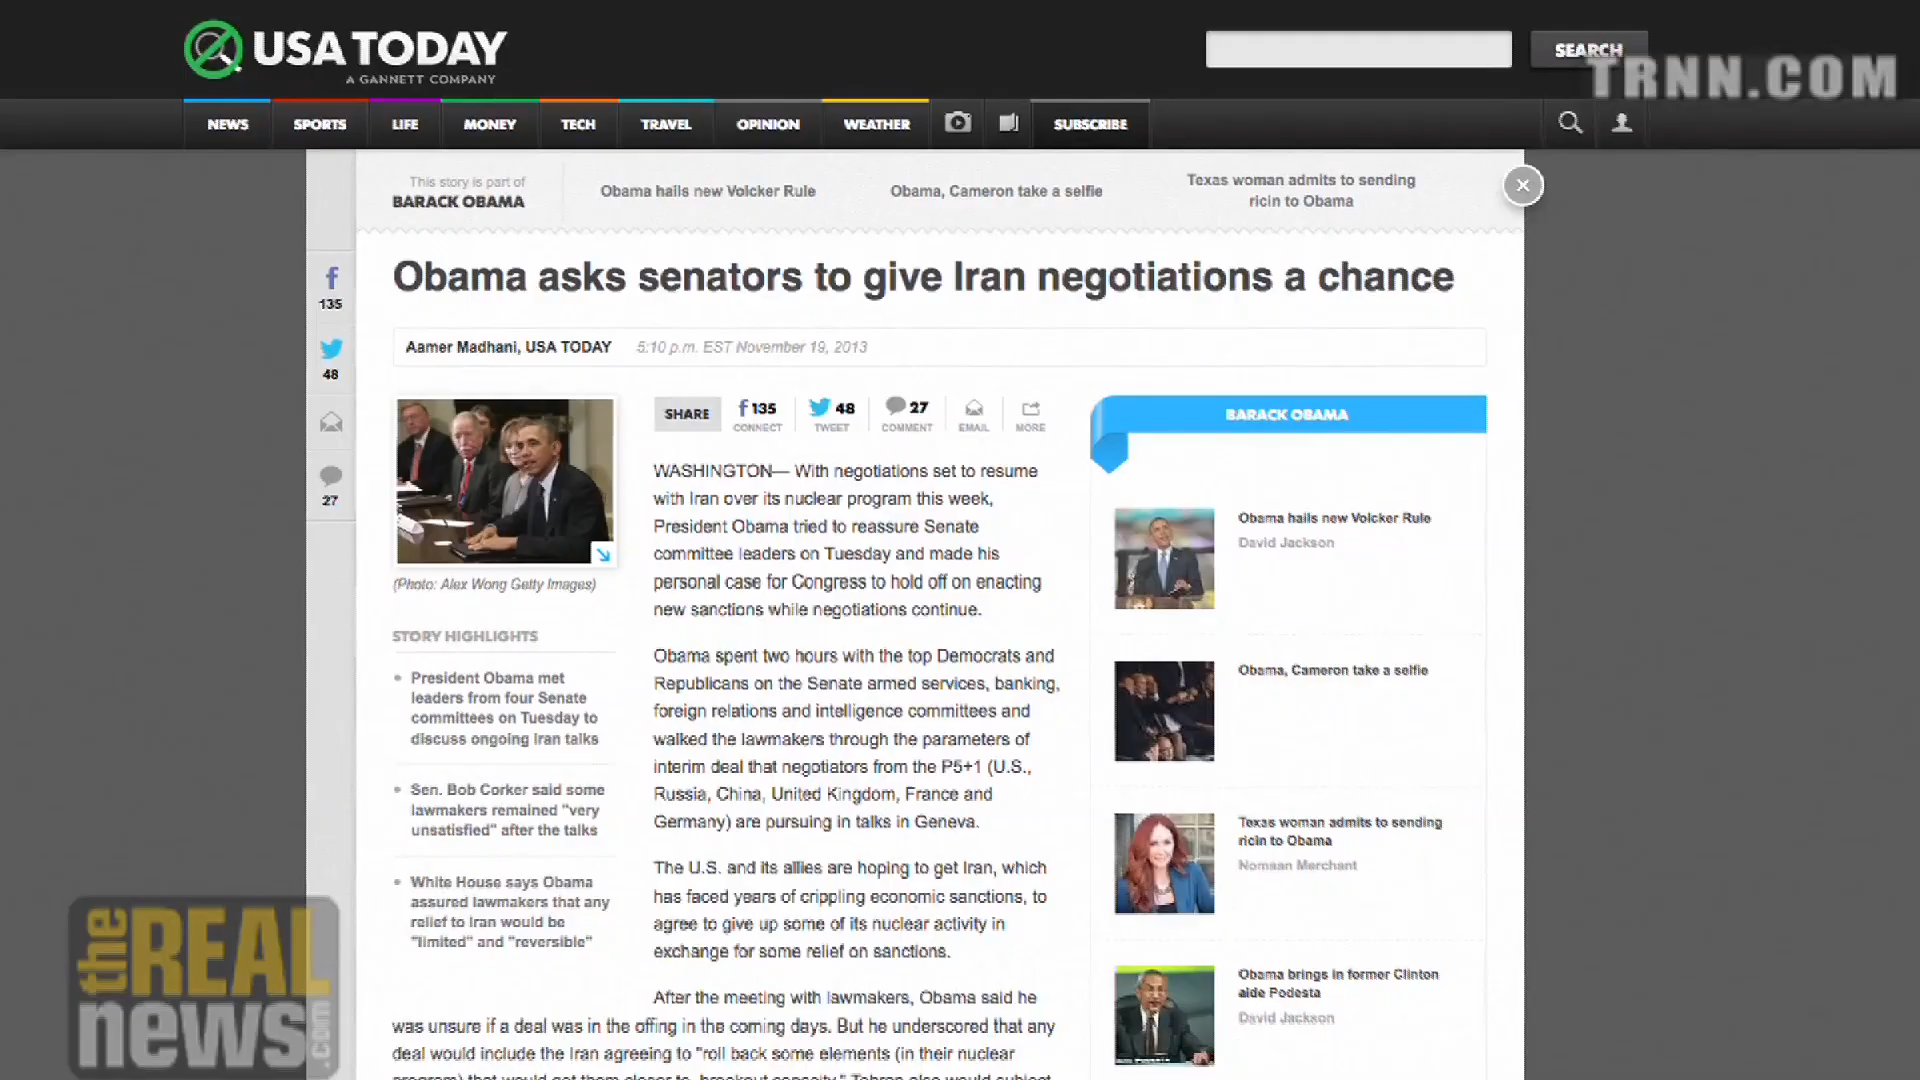 USA TODAY
A GANNETT COMPANY
SEARCH
TRNN.COM
NEWS SPORTS LIFE MONEY TECH TRAVEL OPINION WEATHER SUBSCRIBE
This story is part of
BARACK OBAMA
Obama hails new Volcker Rule
Obama, Cameron take a selfie
Texas woman admits to sending
ricin to Obama
Obama asks senators to give Iran negotiations a chance
Aamer Madhani, USA TODAY 5:10 p.m. EST November 19, 2013
135
48
27
(Photo: Alex Wong Getty Images)
STORY HIGHLIGHTS
President Obama met
leaders from four Senate
committees on Tuesday to
discuss ongoing Iran talks
Sen. Bob Corker said some
lawmakers remained "very
unsatisfied" after the talks
White House says Obama
assured lawmakers that any
relief to Iran would be
"limited" and "reversible"
SHARE
135
CONNECT
48
TWEET
27
COMMENT
EMAIL
MORE
WASHINGTON— With negotiations set to resume
with Iran over its nuclear program this week,
President Obama tried to reassure Senate
committee leaders on Tuesday and made his
personal case for Congress to hold off on enacting
new sanctions while negotiations continue.
Obama spent two hours with the top Democrats and
Republicans on the Senate armed services, banking,
foreign relations and intelligence committees and
walked the lawmakers through the parameters of
interim deal that negotiators from the P5+1 (U.S.,
Russia, China, United Kingdom, France and
Germany) are pursuing in talks in Geneva.
The U.S. and its allies are hoping to get Iran, which
has faced years of crippling economic sanctions, to
agree to give up some of its nuclear activity in
exchange for some relief on sanctions.
After the meeting with lawmakers, Obama said he
was unsure if a deal was in the offing in the coming days. But he underscored that any
deal would include the Iran agreeing to "roll back some elements (in their nuclear
program) that would get them closer to breakout capacity." Tehran also would subject
BARACK OBAMA
Obama hails new Volcker Rule
David Jackson
Obama, Cameron take a selfie
Texas woman admits to sending
ricin to Obama
Nomaan Merchant
Obama brings in former Clinton
aide Podesta
David Jackson
the REAL
news.com